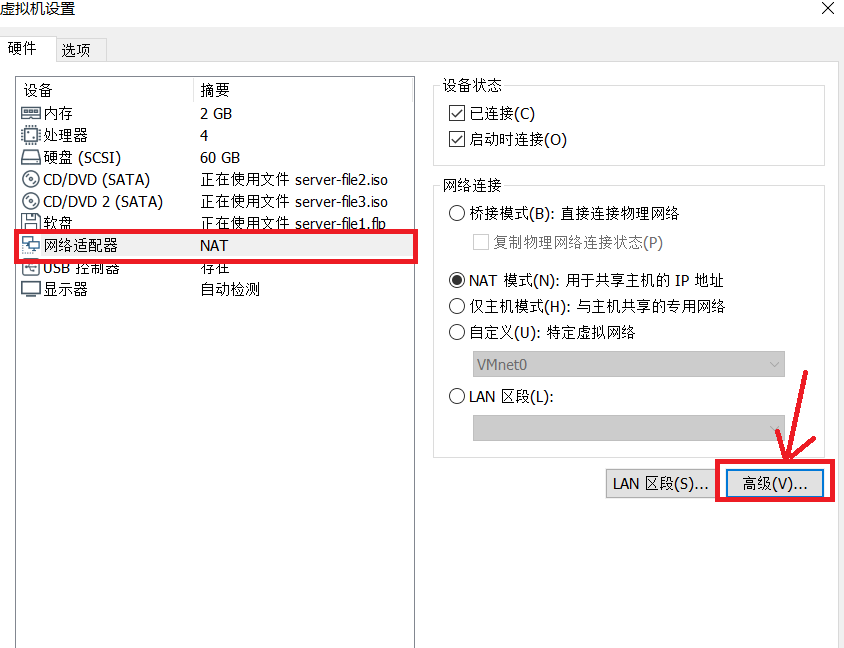 虚拟机设置
硬件 选项
设备 摘要
内存 2 GB
处理器 4
硬盘 (SCSI) 60 GB
CD/DVD (SATA) 正在使用文件 server-file2.iso
CD/DVD 2 (SATA) 正在使用文件 server-file3.iso
软盘 正在使用文件 server-file1.flp
网络适配器 NAT
USB 控制器 存在
显示器 自动检测
设备状态
已连接(C)
启动时连接(O)
网络连接
桥接模式(B): 直接连接物理网络
复制物理网络连接状态(P)
NAT 模式(N): 用于共享主机的 IP 地址
仅主机模式(H): 与主机共享的专用网络
自定义(U): 特定虚拟网络
VMnet0
LAN 区段(L):
LAN 区段(S)... 高级(V)...